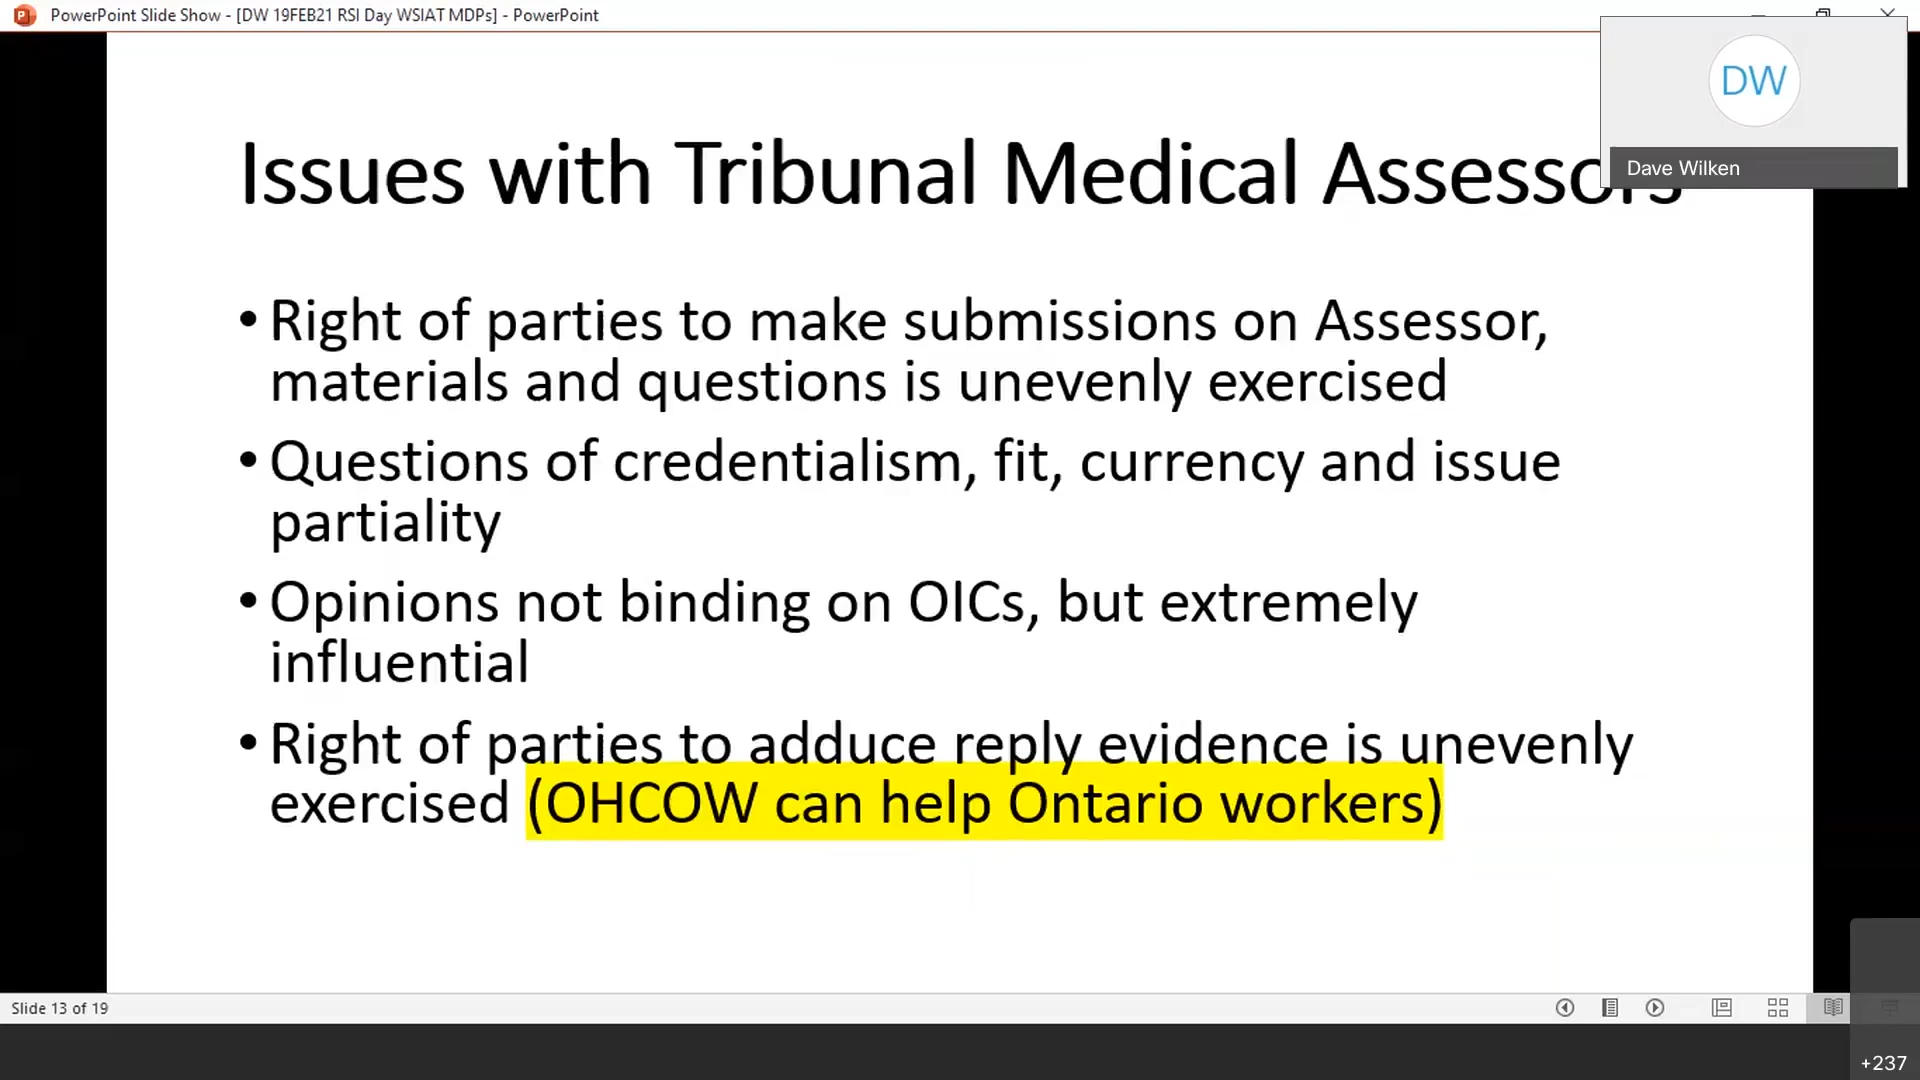 PowerPoint Slide Show - [DW 19FEB21 RSI Day WSIAT MDPs] - PowerPoint
DW
Dave Wilken
Issues with Tribunal Medical Assessors
• Right of parties to make submissions on Assessor,
materials and questions is unevenly exercised
• Questions of credentialism, fit, currency and issue
partiality
• Opinions not binding on OICs, but extremely
influential
• Right of parties to adduce reply evidence is unevenly
exercised (OHCOW can help Ontario workers)
Slide 13 of 19
+237